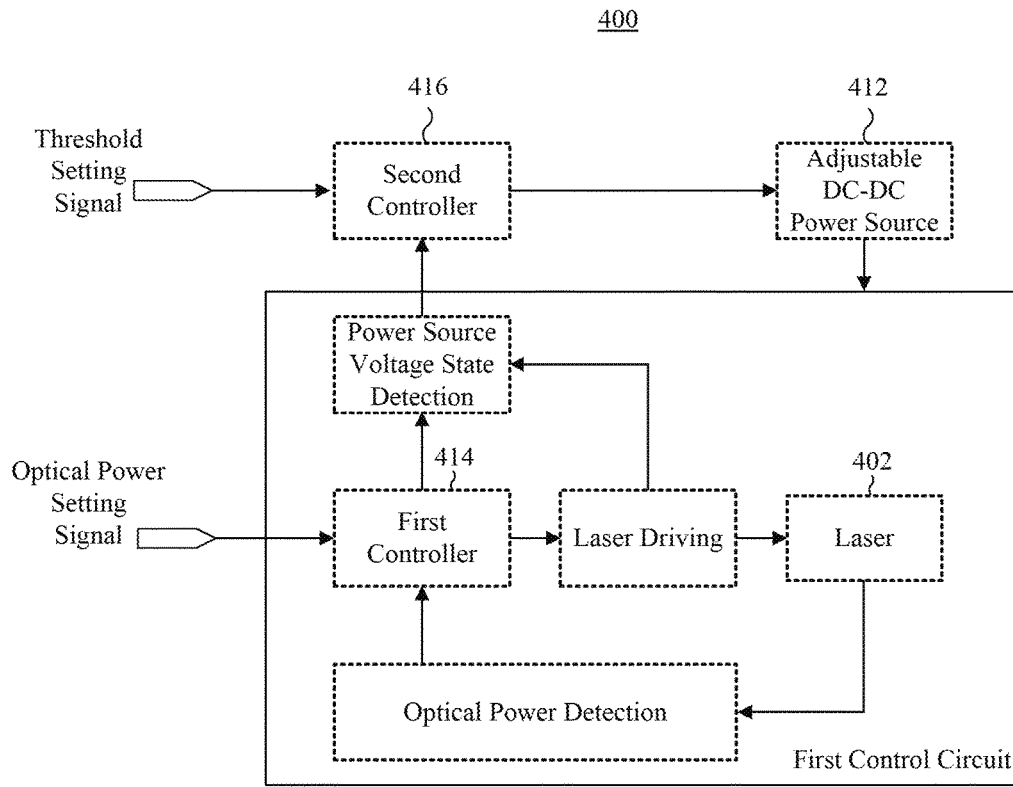 400
416
412
Threshold
Setting
Signal
Second
Controller
Adjustable
DC-DC
Power Source
Power Source
Voltage State
Detection
Optical Power
Setting
Signal
414
First
Controller
Laser Driving
402
Laser
Optical Power Detection
First Control Circuit